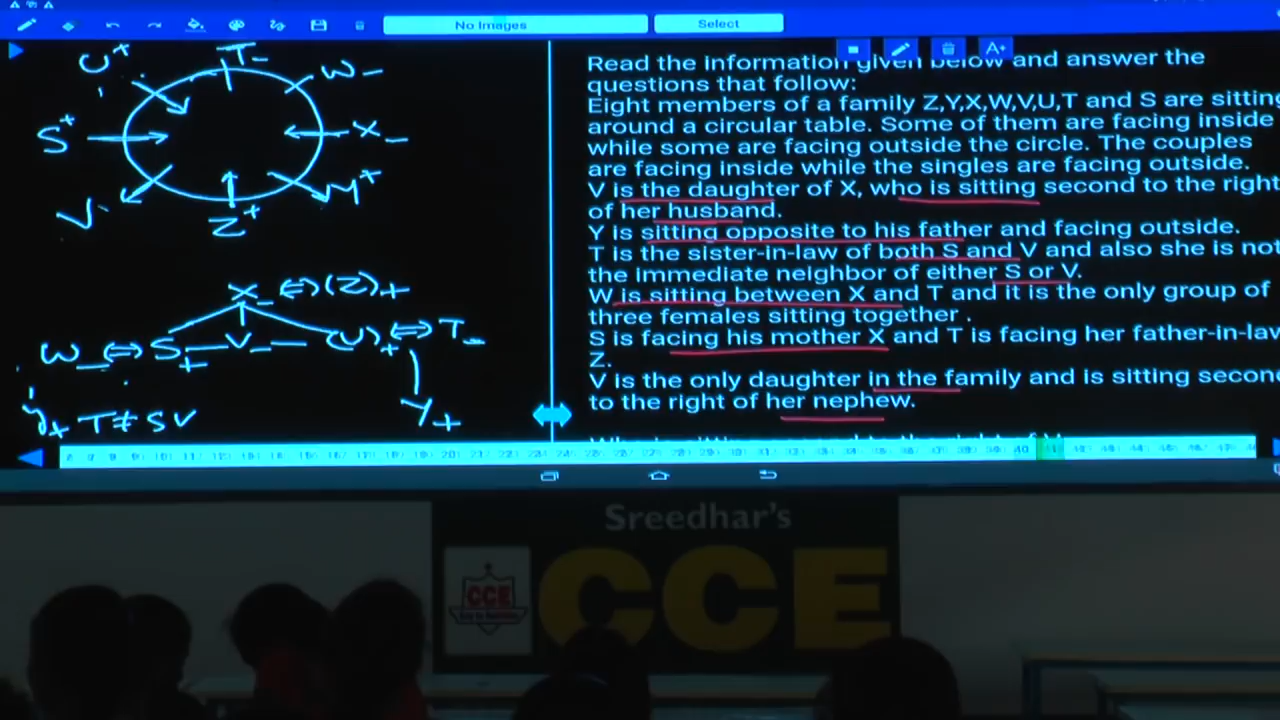 No Images Select
A+
U+ T- W-
S+ X-
V- Z+ Y+
X- ⇔ (Z)+
W- ⇔ S+ — V- — (U)+ ⇔ T-
Y+ T≠ S V Y+
Read the information given below and answer the
questions that follow:
Eight members of a family Z,Y,X,W,V,U,T and S are sitting
around a circular table. Some of them are facing inside
while some are facing outside the circle. The couples
are facing inside while the singles are facing outside.
V is the daughter of X, who is sitting second to the right
of her husband.
Y is sitting opposite to his father and facing outside.
T is the sister-in-law of both S and V and also she is not
the immediate neighbor of either S or V.
W is sitting between X and T and it is the only group of
three females sitting together .
S is facing his mother X and T is facing her father-in-law
Z.
V is the only daughter in the family and is sitting second
to the right of her nephew.
Sreedhar's
CCE
CCE